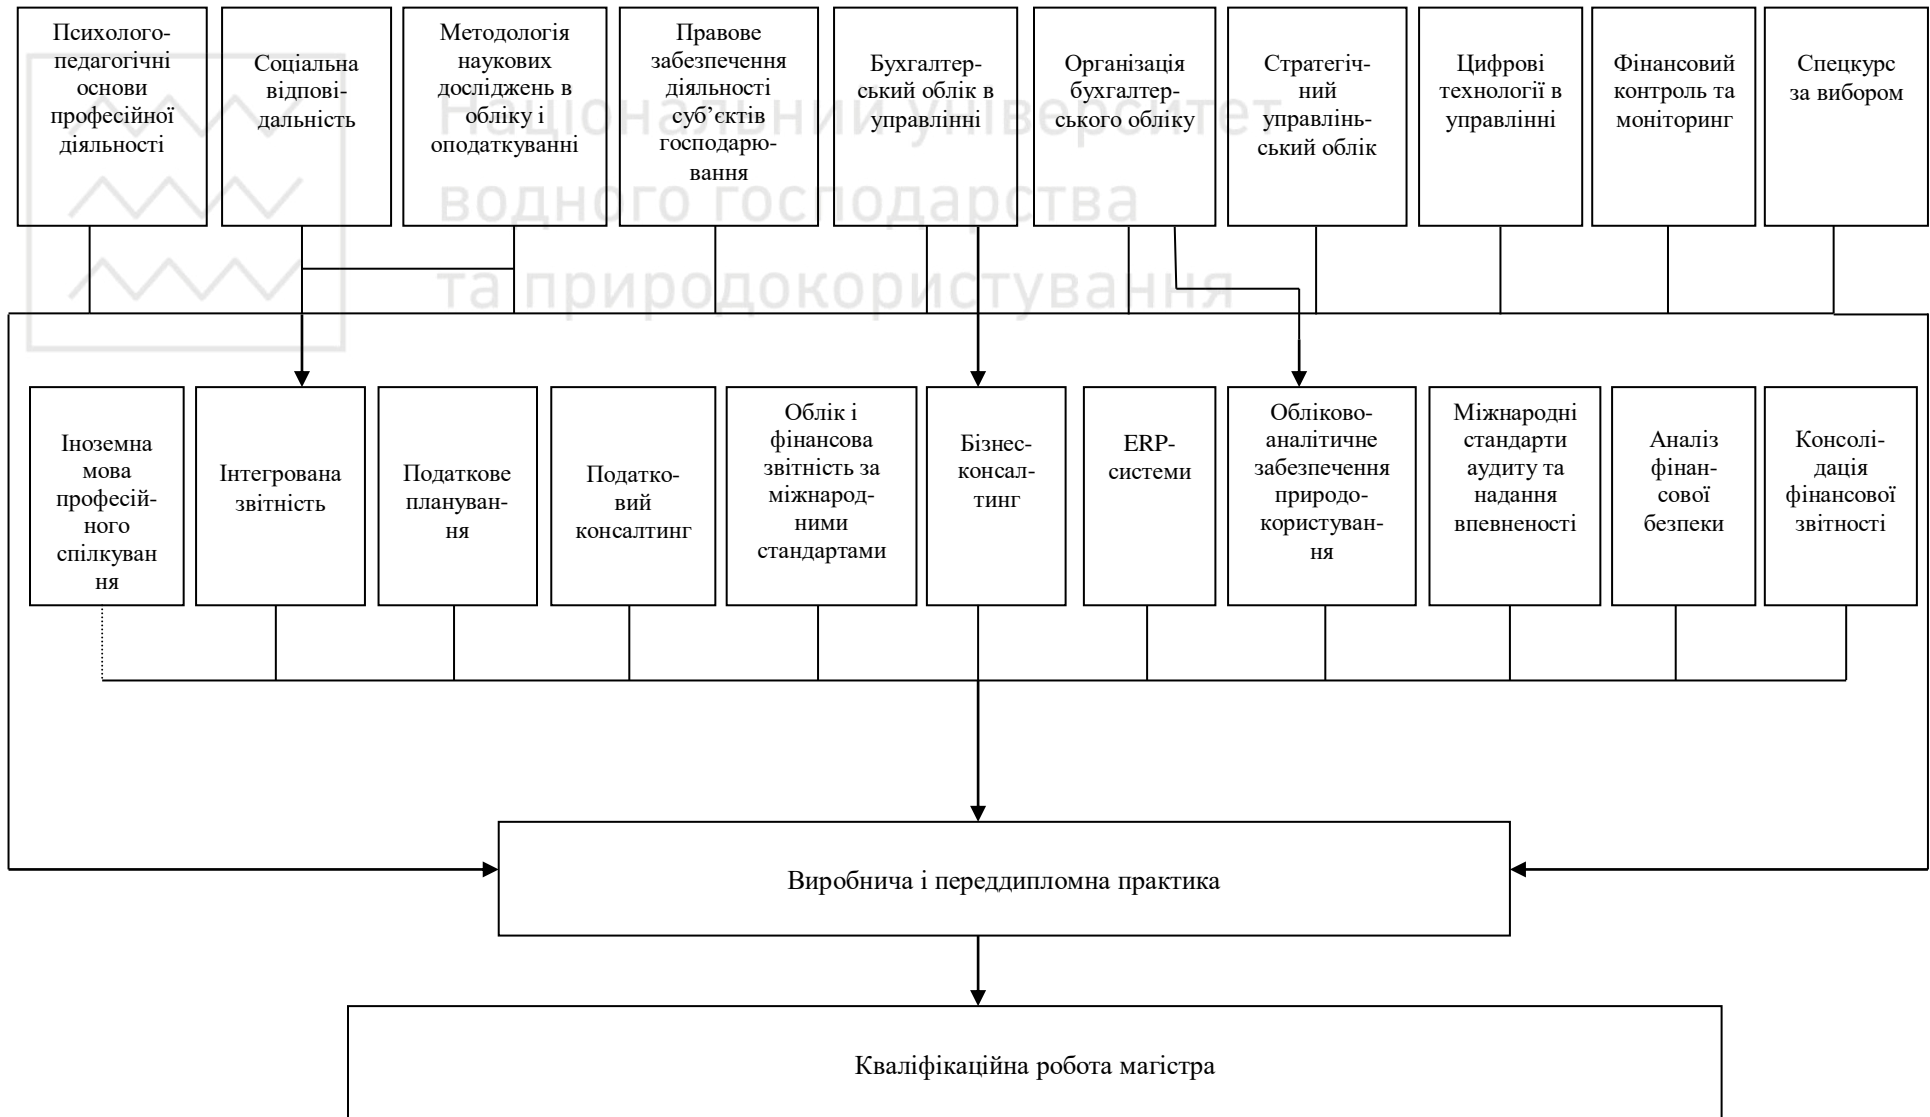 Психолого-
педагогічні
основи
професійної
діяльності
Соціальна
відпові-
дальність
Методологія
наукових
досліджень в
обліку і
оподаткуванні
Правове
забезпечення
діяльності
суб’єктів
господарю-
вання
Бухгалтер-
ський облік в
управлінні
Організація
бухгалтер-
ського обліку
Стратегіч-
ний
управлінь-
ський облік
Цифрові
технології в
управлінні
Фінансовий
контроль та
моніторинг
Спецкурс
за вибором
Національний університет
водного господарства
та природокористування
Іноземна
мова
професій-
ного
спілкуван
ня
Інтегрована
звітність
Податкове
плануван-
ня
Податко-
вий
консалтинг
Облік і
фінансова
звітність за
міжнарод-
ними
стандартами
Бізнес-
консал-
тинг
ERP-
системи
Обліково-
аналітичне
забезпечення
природо-
користуван-
ня
Міжнародні
стандарти
аудиту та
надання
впевненості
Аналіз
фінан-
сової
безпеки
Консолі-
дація
фінансової
звітності
Виробнича і переддипломна практика
Кваліфікаційна робота магістра